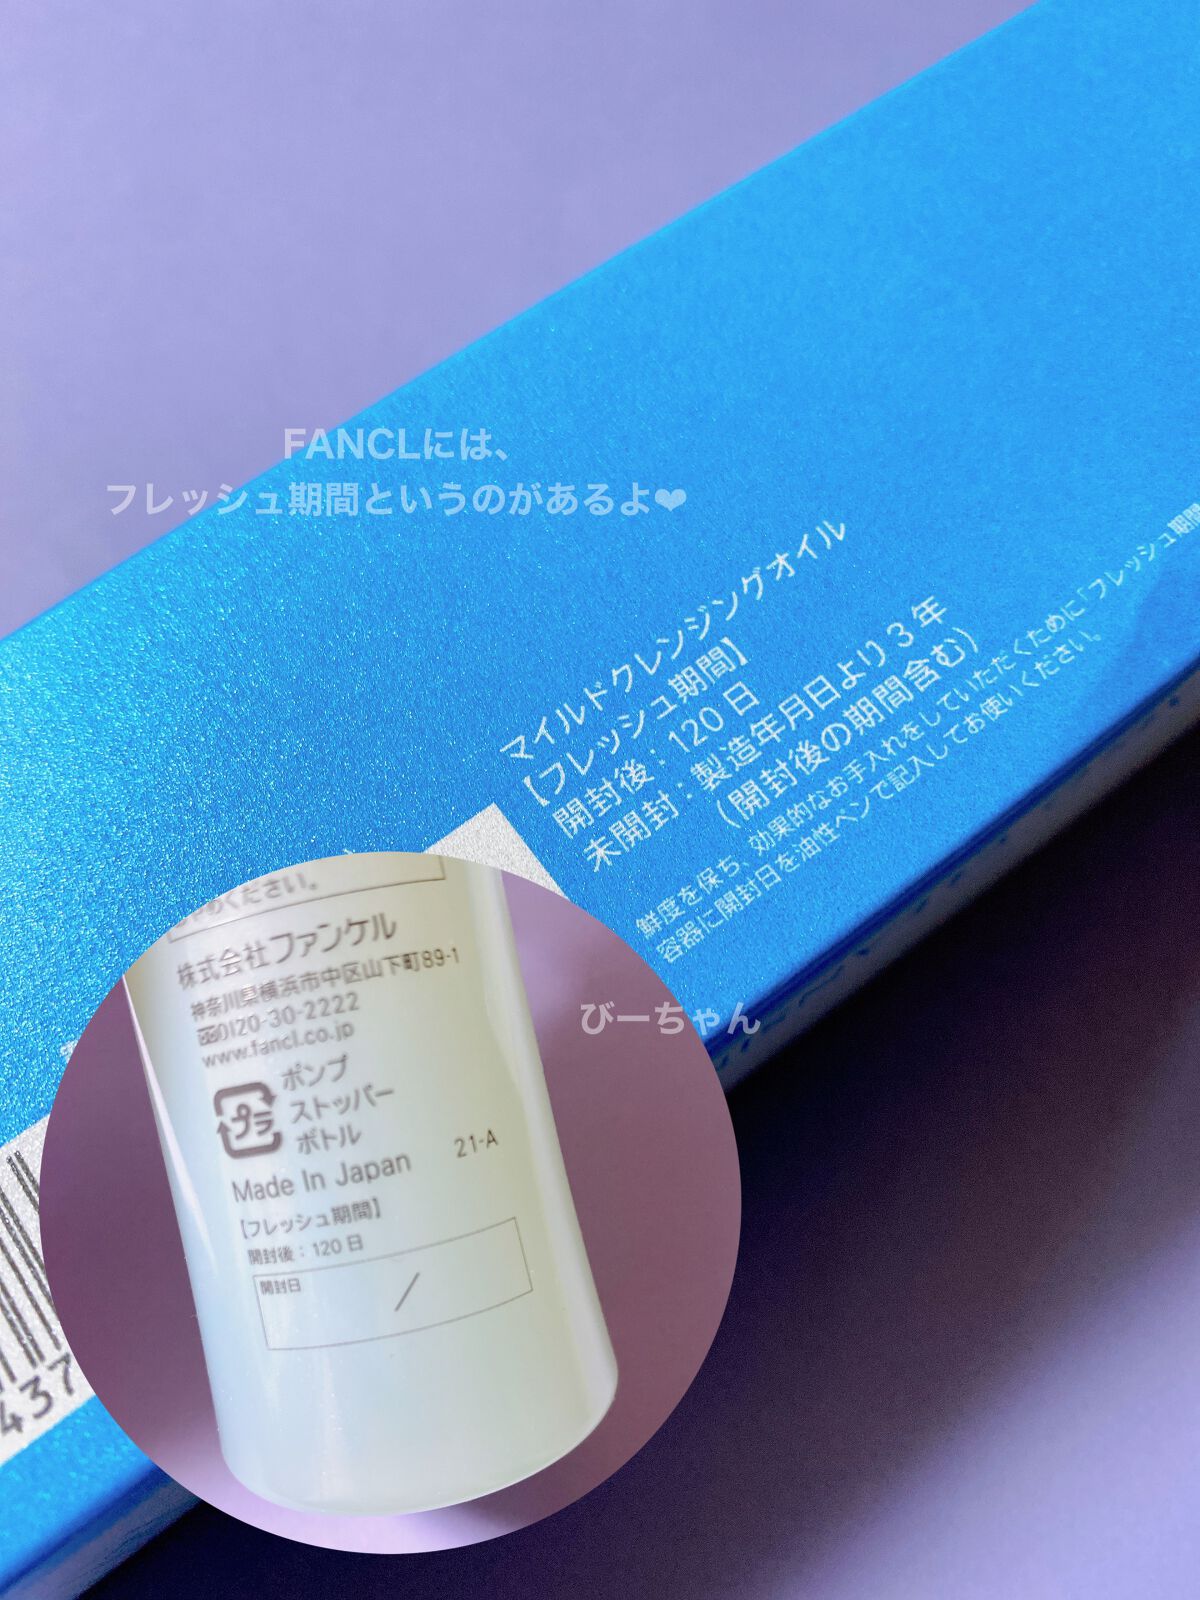 FANCLには、
フレッシュ期間というのがあるよ❤
マイルドクレンジングオイル
【フレッシュ期間】
開封後：120日
未開封：製造年月日より3年
（開封後の期間含む）
鮮度を保ち、効果的なお手入れをしていただくために「フレッシュ期間
容器に開封日を油性ペンで記入してお使いください。
びーちゃん
めください。
株式会社ファンケル
神奈川県横浜市中区山下町89-1
0120-30-2222
www.fancl.co.jp
プラ
ポンプ
ストッパー
ボトル
Made In Japan 21-A
【フレッシュ期間】
開封後：120日
開封日 /
437